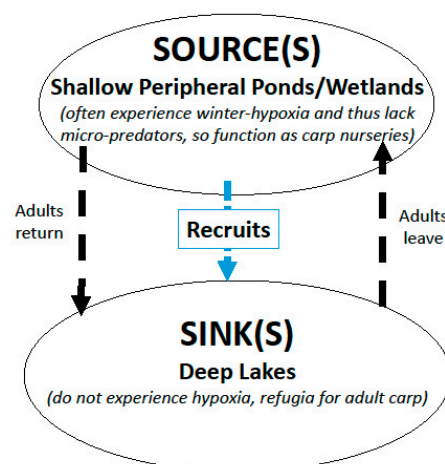 SOURCE(S)
Shallow Peripheral Ponds/Wetlands
(often experience winter-hypoxia and thus lack
micro-predators, so function as carp nurseries)
Adults
return
Recruits
Adults
leave
SINK(S)
Deep Lakes
(do not experience hypoxia, refugia for adult carp)